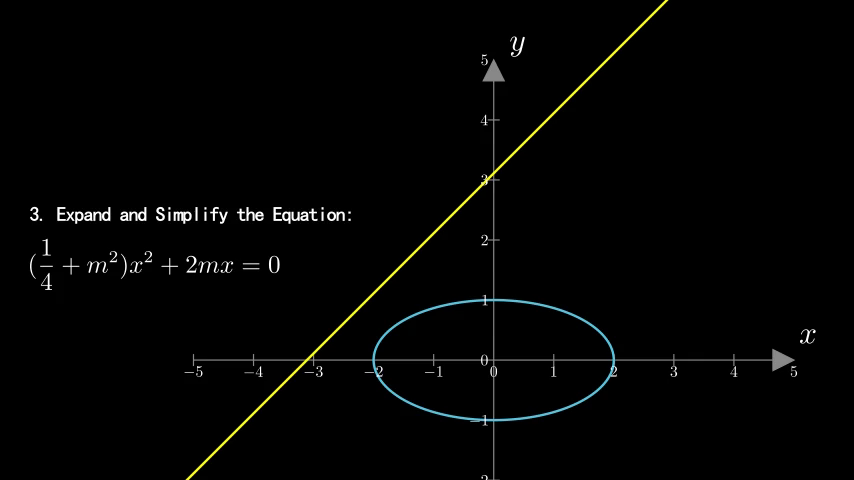 y
5
4
3
2
1
0
−1
−2
x
−5 −4 −3 −2 −1 0 1 2 3 4 5
3. Expand and Simplify the Equation:
(1/4 + m²)x² + 2mx = 0